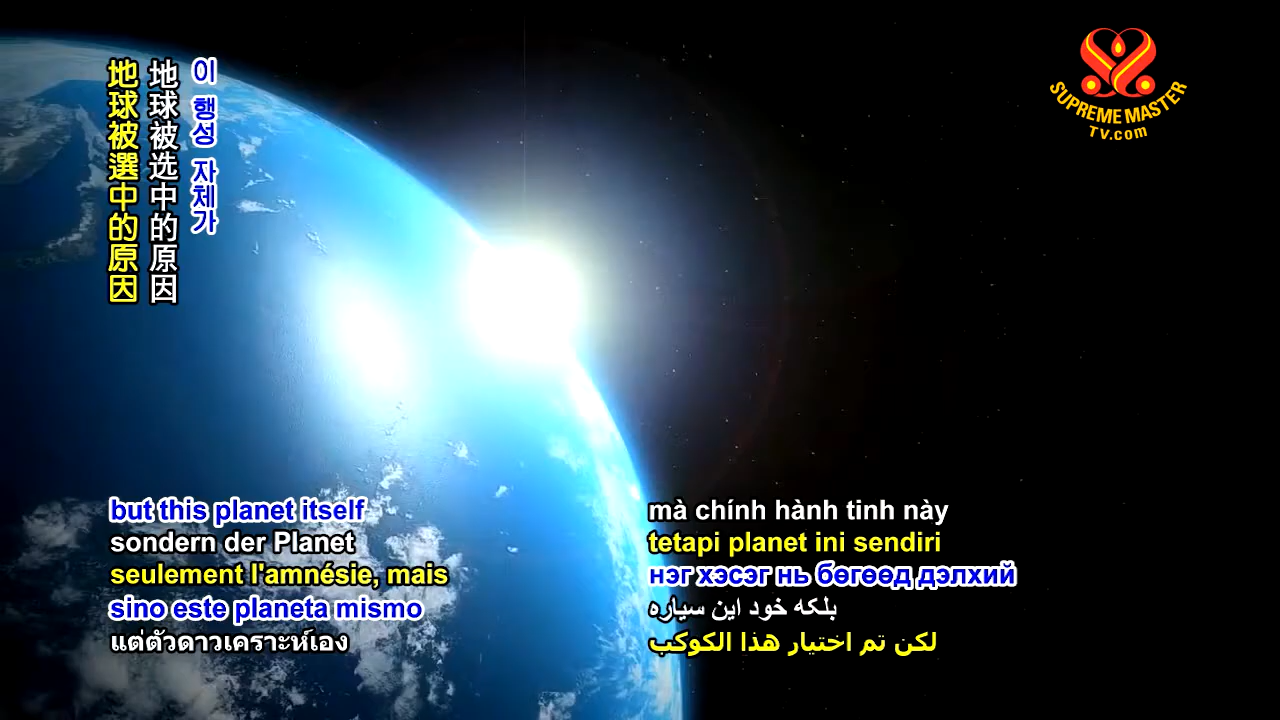 地球被選中的原因
地球被选中的原因
이 행성 자체가
SUPREME MASTER
TV.com
but this planet itself
sondern der Planet
seulement l'amnésie, mais
sino este planeta mismo
แต่ตัวดาวเคราะห์เอง
mà chính hành tinh này
tetapi planet ini sendiri
нэг хэсэг нь бөгөөд дэлхий
بلکه خود این سیاره
لكن تم اختيار هذا الكوكب